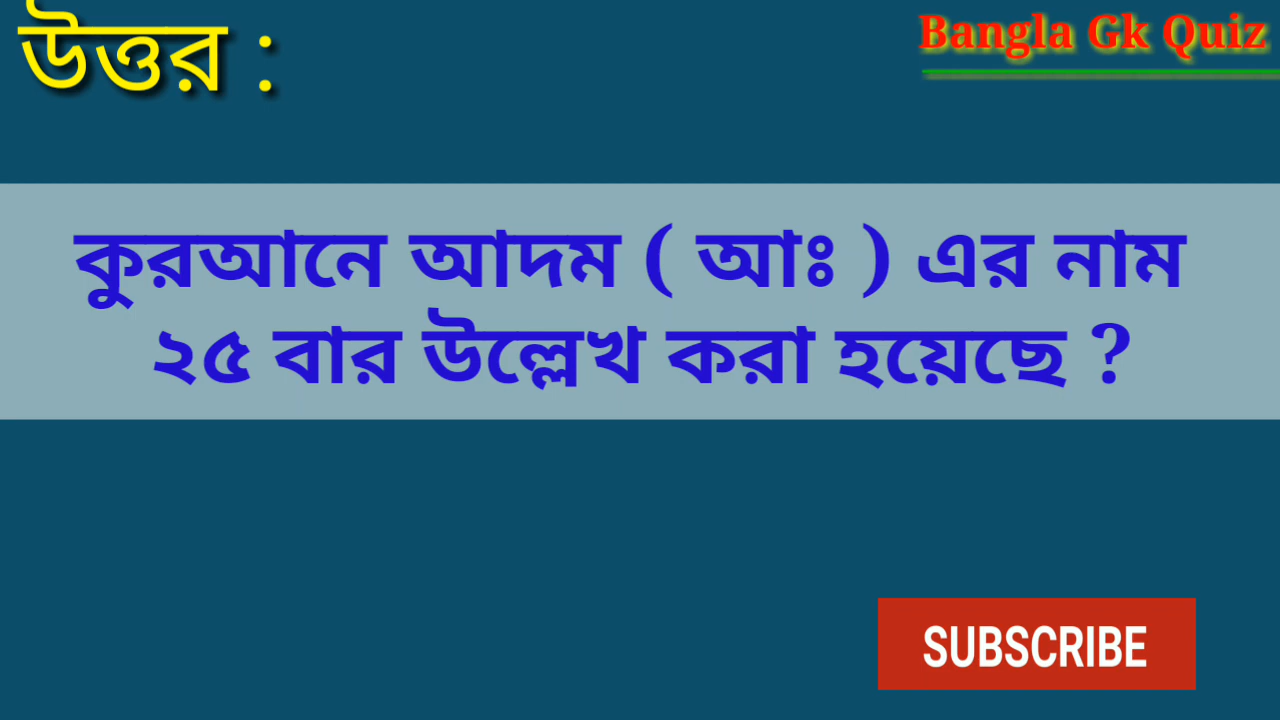 উত্তর :
Bangla Gk Quiz
কুরআনে আদম ( আঃ ) এর নাম
২৫ বার উল্লেখ করা হয়েছে ?
SUBSCRIBE